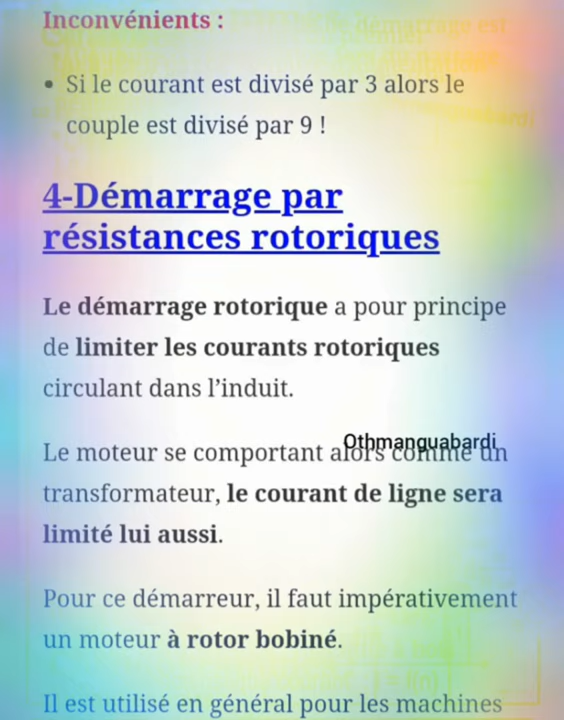 Inconvénients :
• Si le courant est divisé par 3 alors le
couple est divisé par 9 !
4-Démarrage par
résistances rotoriques
Le démarrage rotorique a pour principe
de limiter les courants rotoriques
circulant dans l’induit.
Othmanguabardi
Le moteur se comportant alors comme un
transformateur, le courant de ligne sera
limité lui aussi.
Pour ce démarreur, il faut impérativement
un moteur à rotor bobiné.
Il est utilisé en général pour les machines